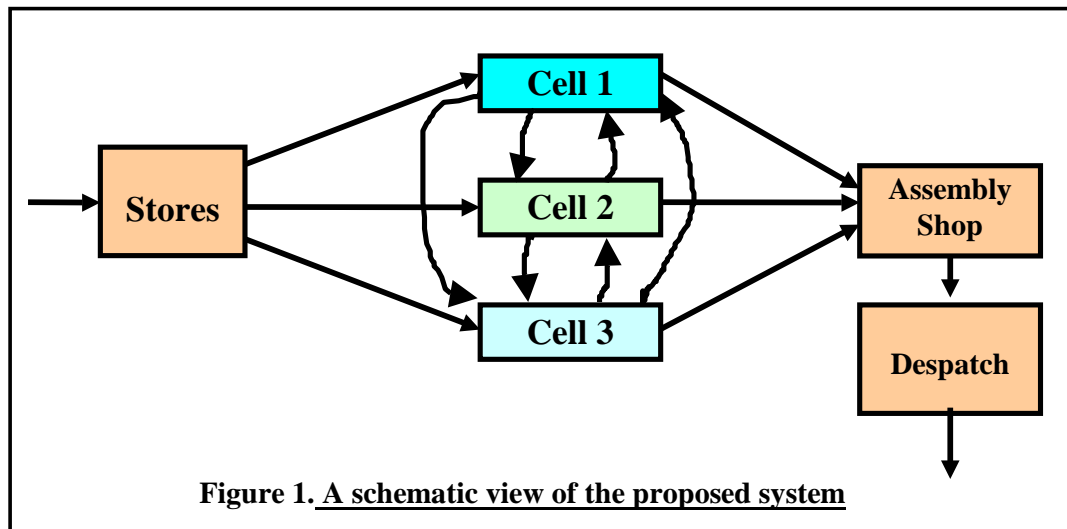 Cell 1
Stores
Cell 2
Assembly
Shop
Cell 3
Despatch
Figure 1. A schematic view of the proposed system